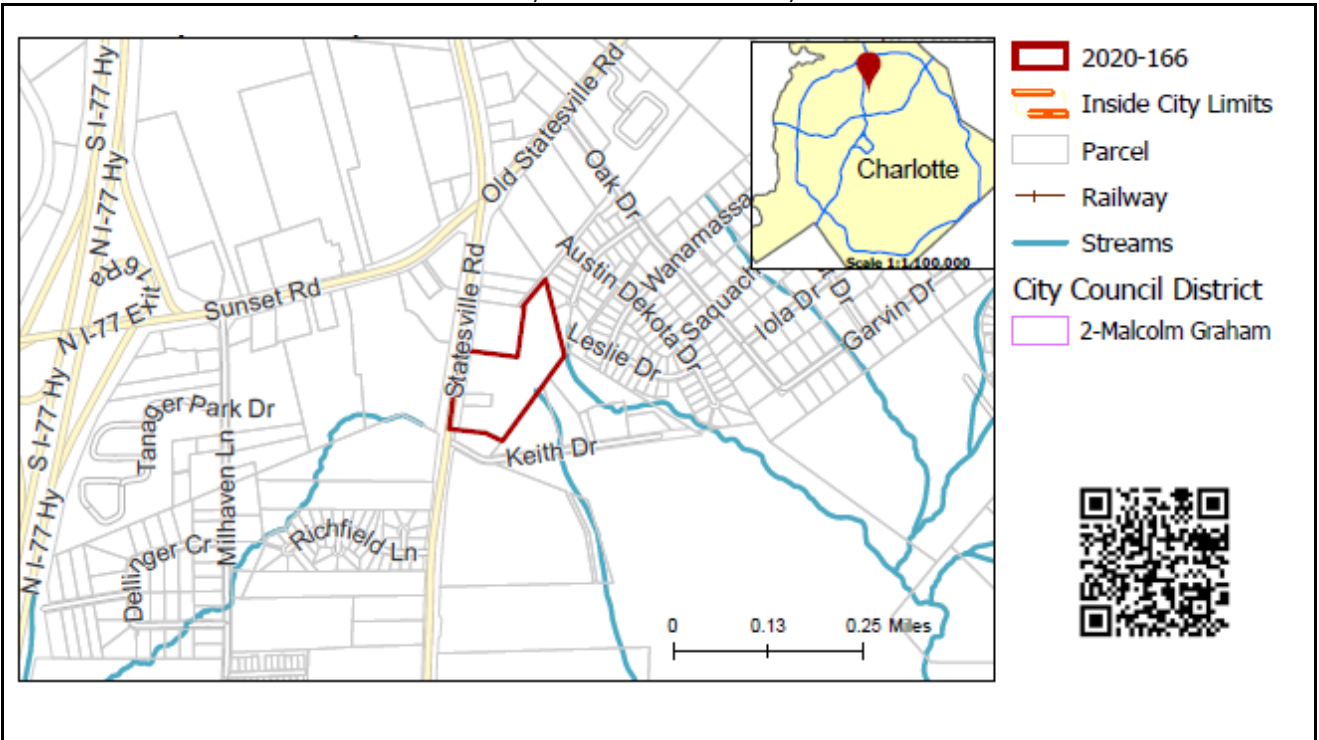 S I-77 Hy
N I-77 Hy
16 Ra
N I-77 Exit
Sunset Rd
Old Statesville Rd
Statesville Rd
Oak Dr
Austin Dekota Dr
Wanamassa
Saquach
Leslie Dr
Iola Dr
t Dr
Garvin Dr
Keith Dr
S I-77 Hy
N I-77 Hy
Tanager Park Dr
Milhaven Ln
Dellinger Cr
Richfield Ln
0 0.13 0.25 Miles
Charlotte
Scale 1:1,100,000
2020-166
Inside City Limits
Parcel
Railway
Streams
City Council District
2-Malcolm Graham